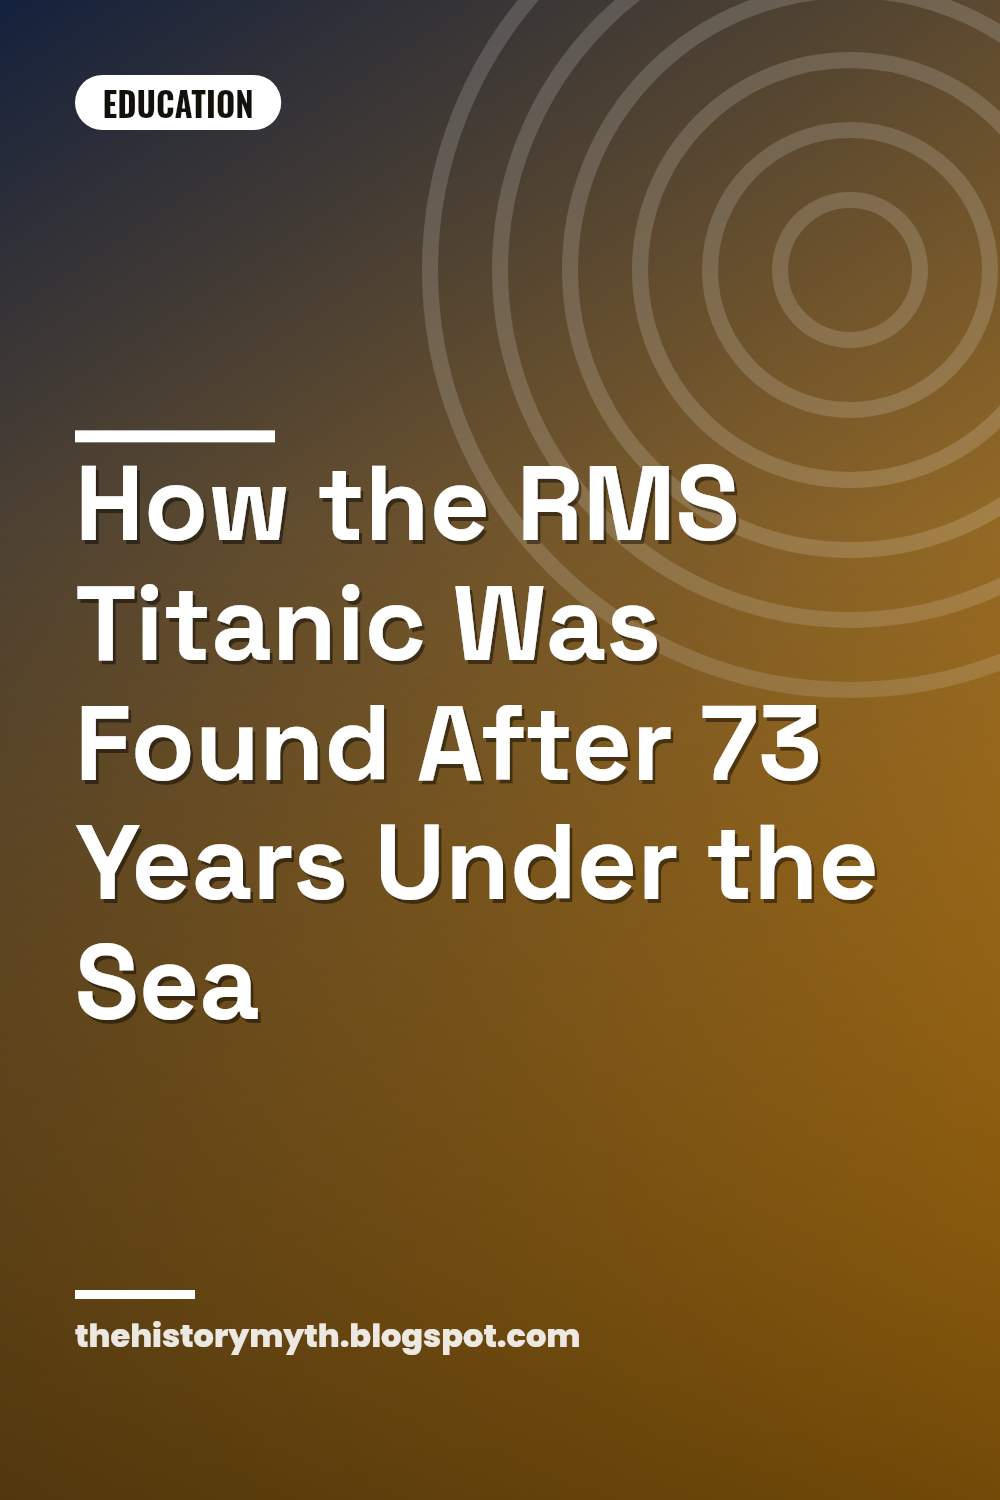 EDUCATION
How the RMS
Titanic Was
Found After 73
Years Under the
Sea
thehistorymyth.blogspot.com